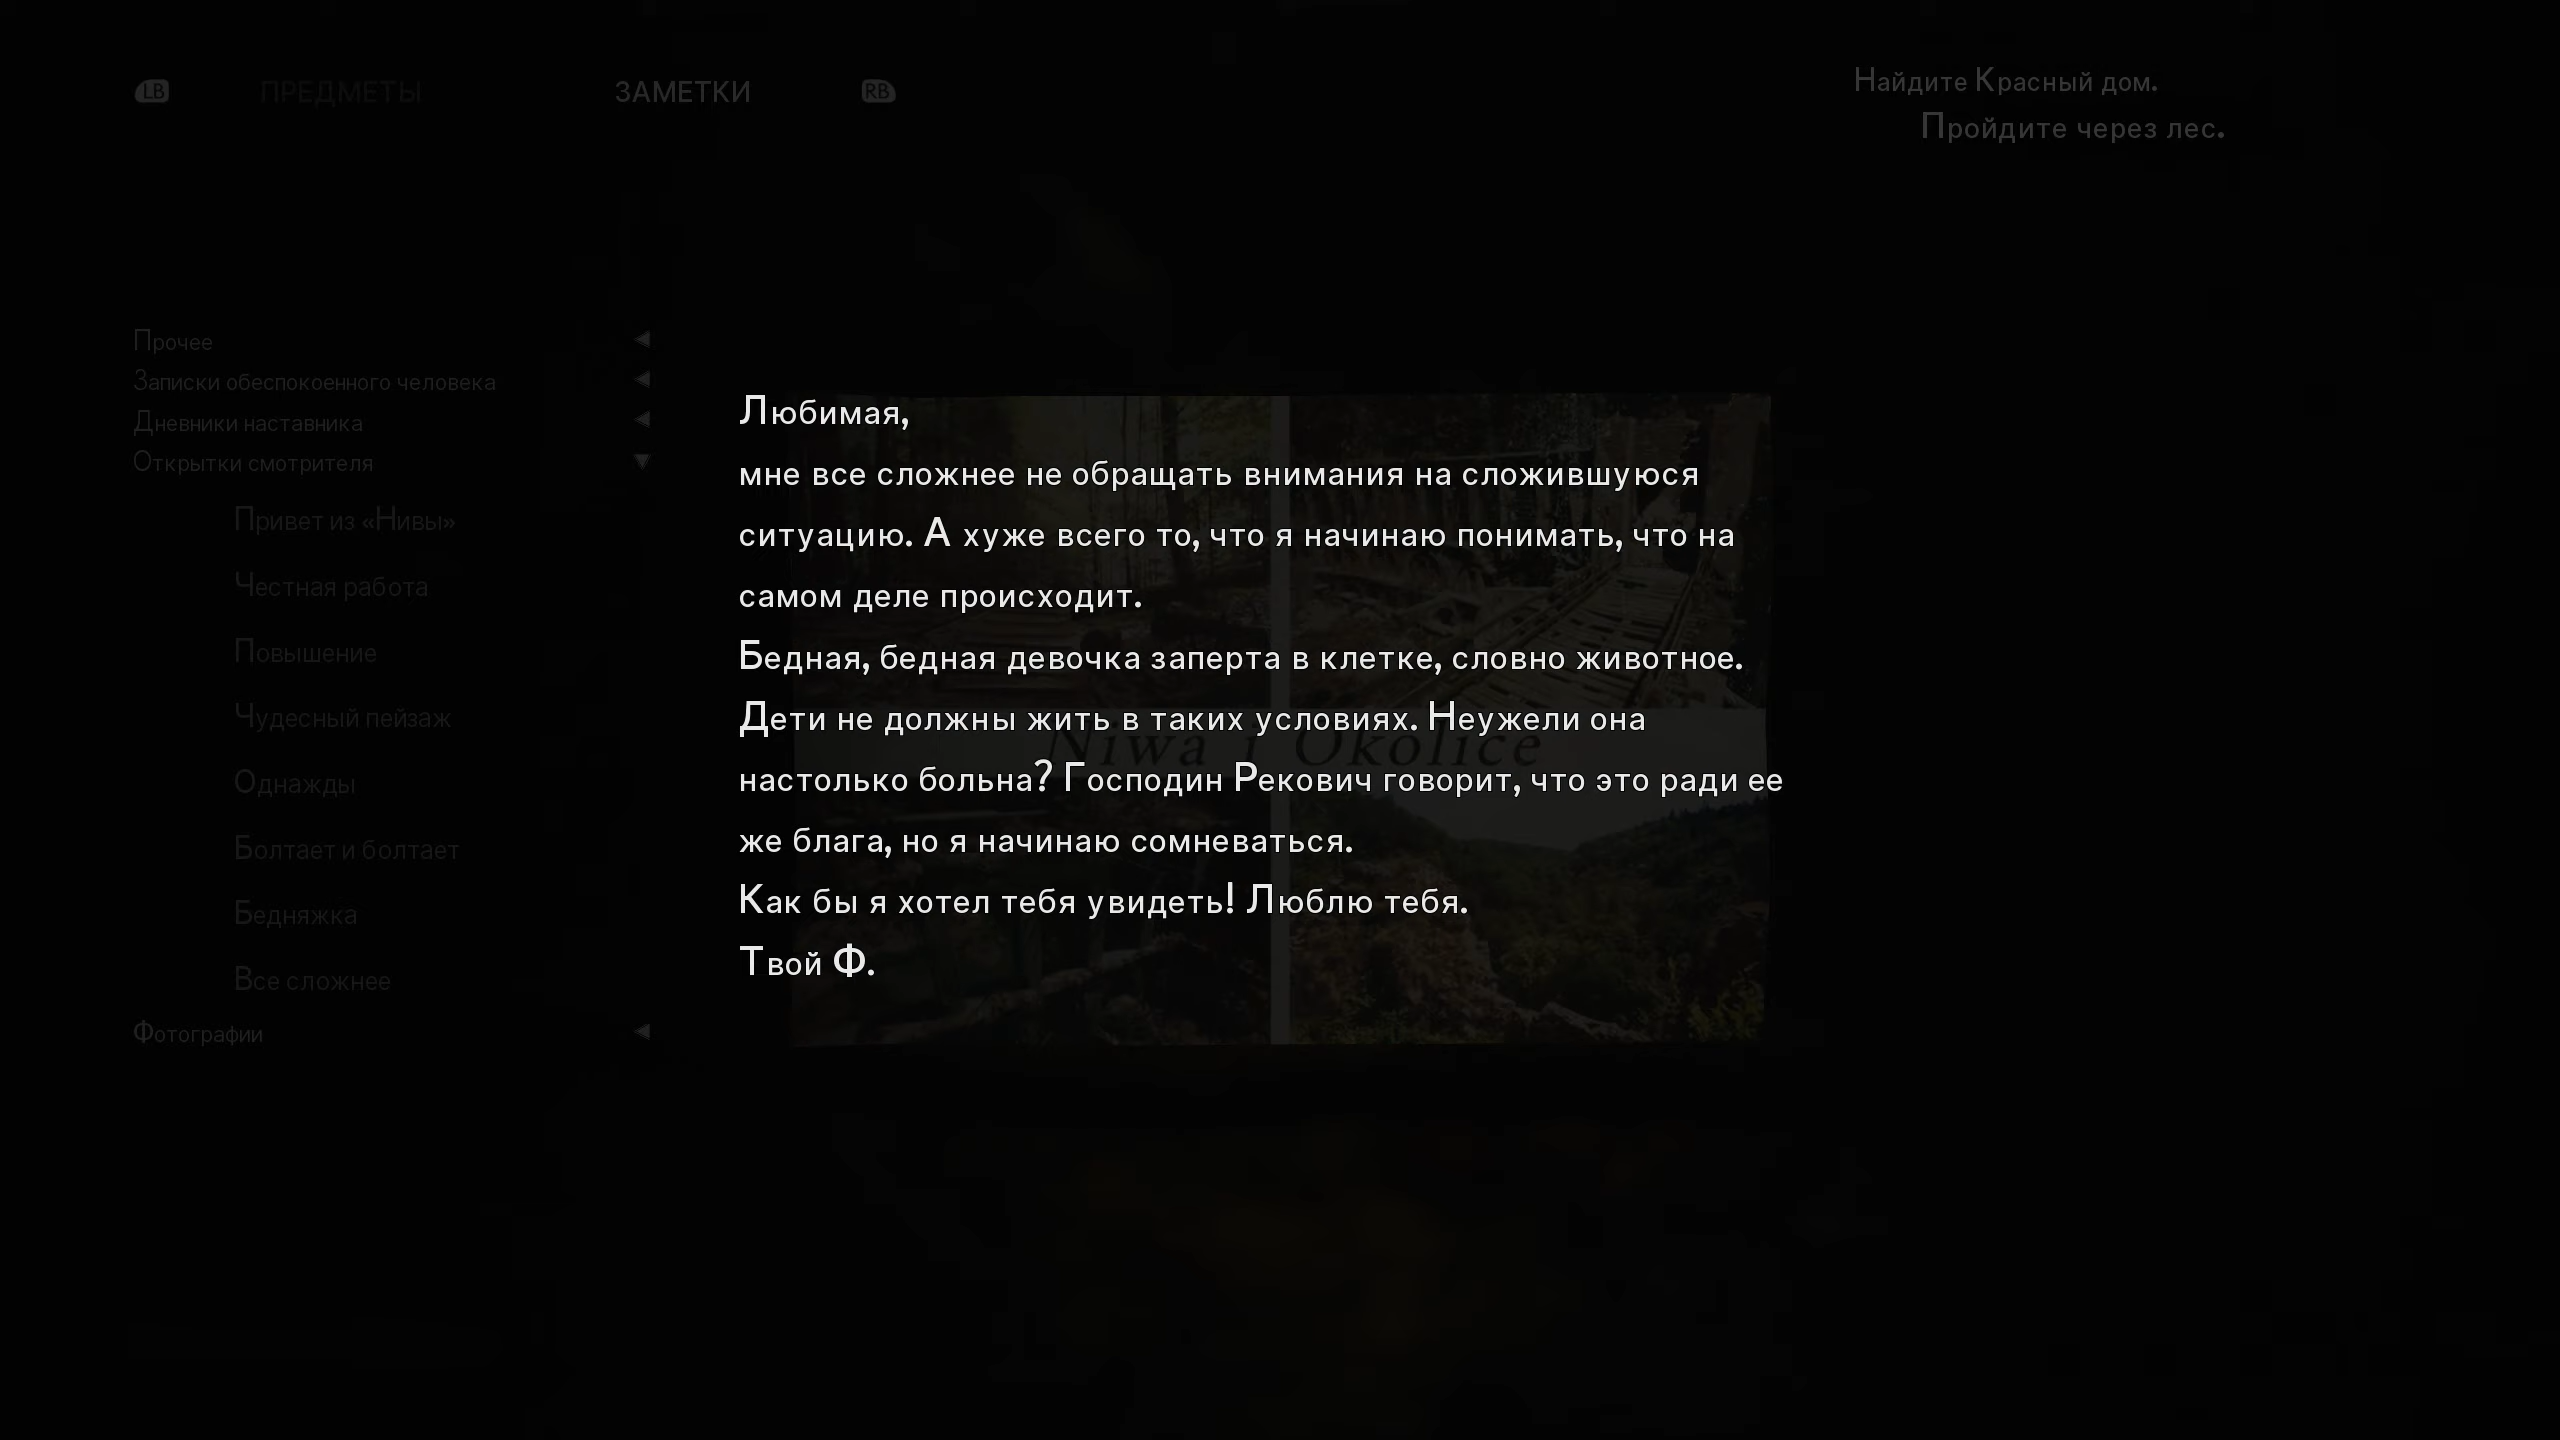 LB ПРЕДМЕТЫ ЗАМЕТКИ RB
Найдите Красный дом.
Пройдите через лес.
Прочее
Записки обеспокоенного человека
Дневники наставника
Открытки смотрителя
Привет из «Нивы»
Честная работа
Повышение
Чудесный пейзаж
Однажды
Болтает и болтает
Бедняжка
Все сложнее
Фотографии
Любимая,
мне все сложнее не обращать внимания на сложившуюся
ситуацию. А хуже всего то, что я начинаю понимать, что на
самом деле происходит.
Бедная, бедная девочка заперта в клетке, словно животное.
Дети не должны жить в таких условиях. Неужели она
настолько больна? Господин Рекович говорит, что это ради ее
же блага, но я начинаю сомневаться.
Как бы я хотел тебя увидеть! Люблю тебя.
Твой Ф.
Niwa i Okolice